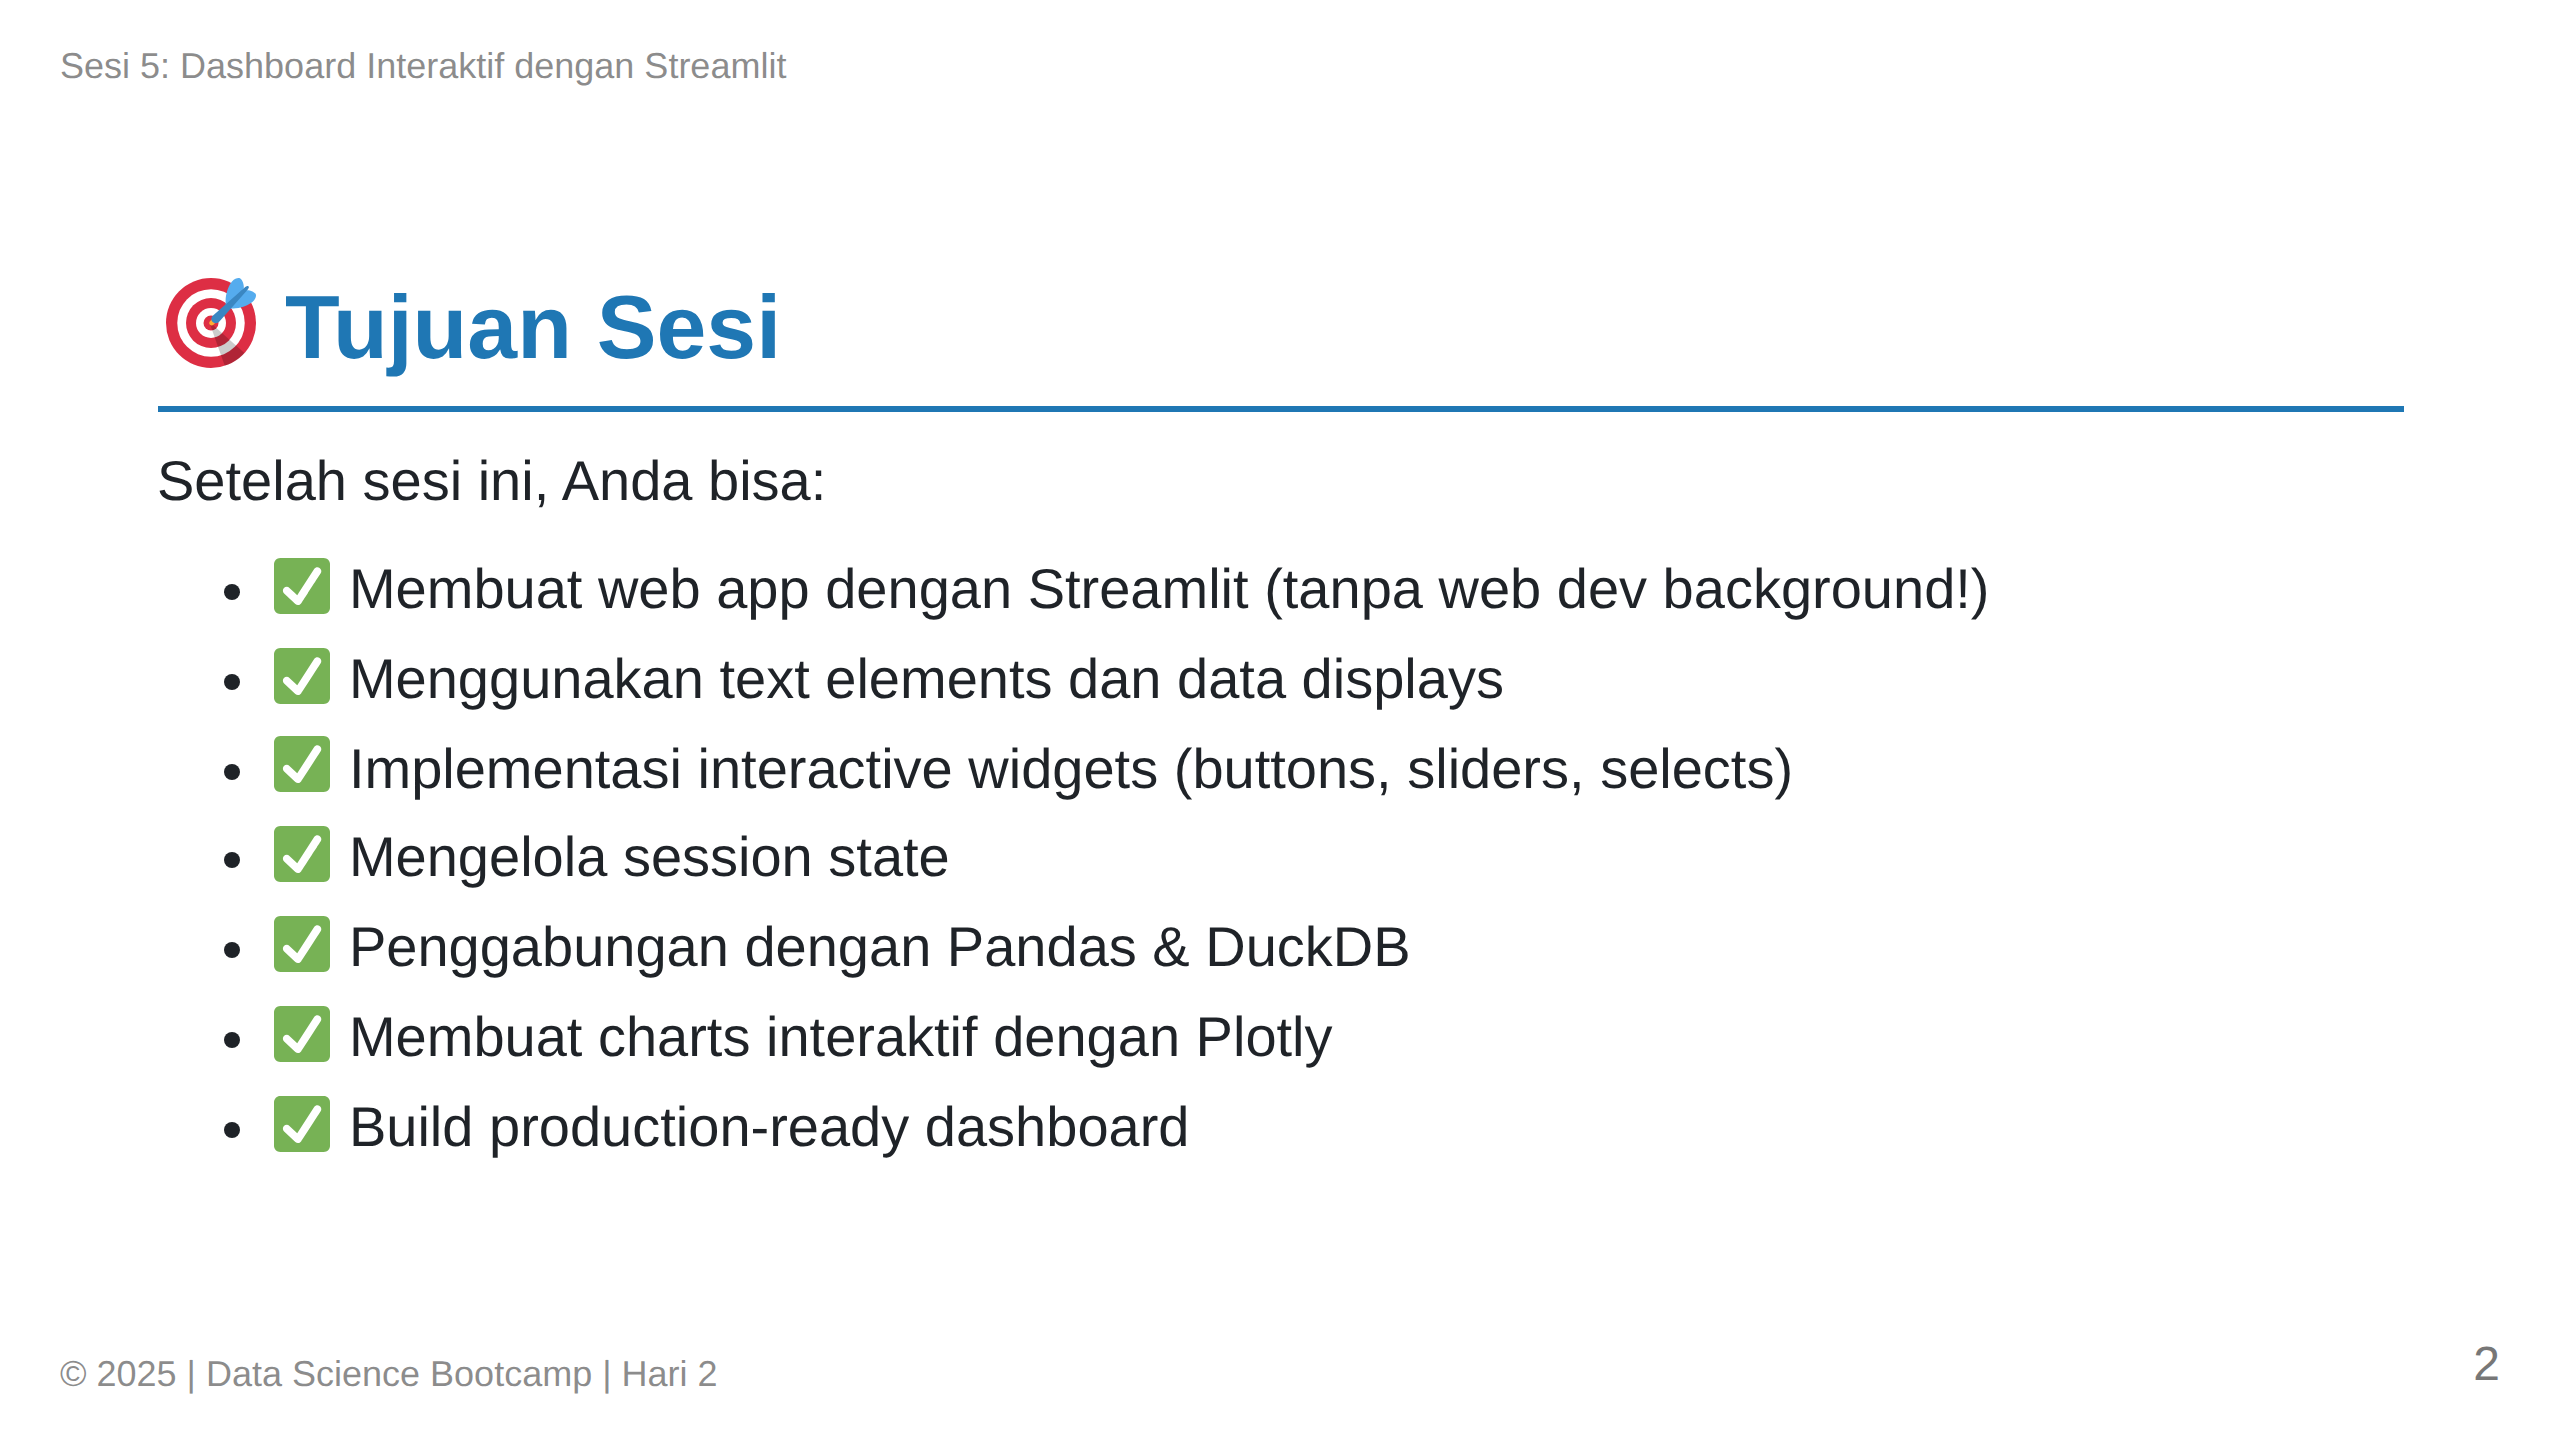 Sesi 5: Dashboard Interaktif dengan Streamlit
🎯 Tujuan Sesi
Setelah sesi ini, Anda bisa:
• ✅ Membuat web app dengan Streamlit (tanpa web dev background!)
• ✅ Menggunakan text elements dan data displays
• ✅ Implementasi interactive widgets (buttons, sliders, selects)
• ✅ Mengelola session state
• ✅ Penggabungan dengan Pandas & DuckDB
• ✅ Membuat charts interaktif dengan Plotly
• ✅ Build production-ready dashboard
© 2025 | Data Science Bootcamp | Hari 2
2